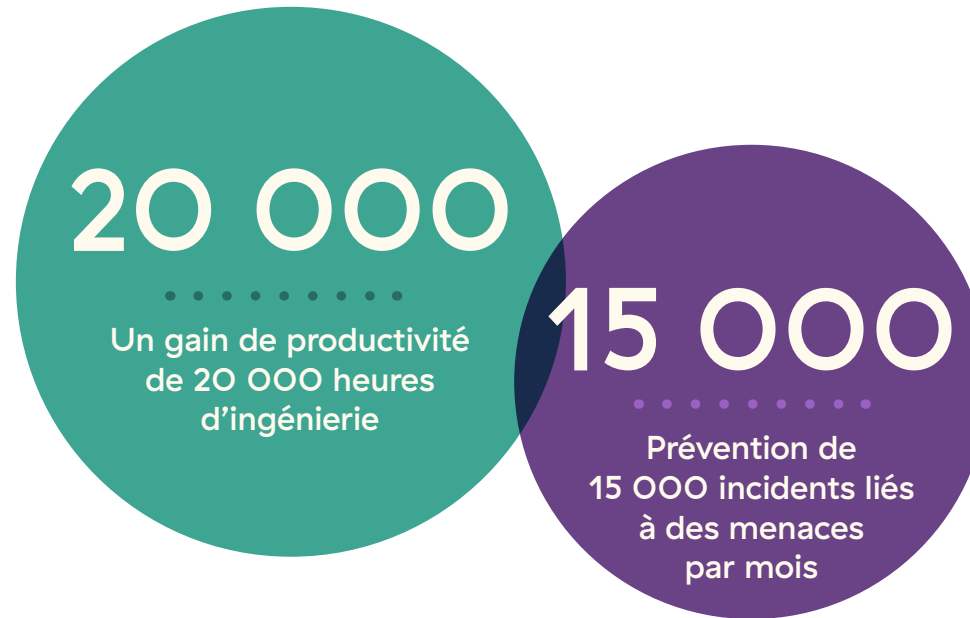 20 000
Un gain de productivité
de 20 000 heures
d’ingénierie
15 000
Prévention de
15 000 incidents liés
à des menaces
par mois